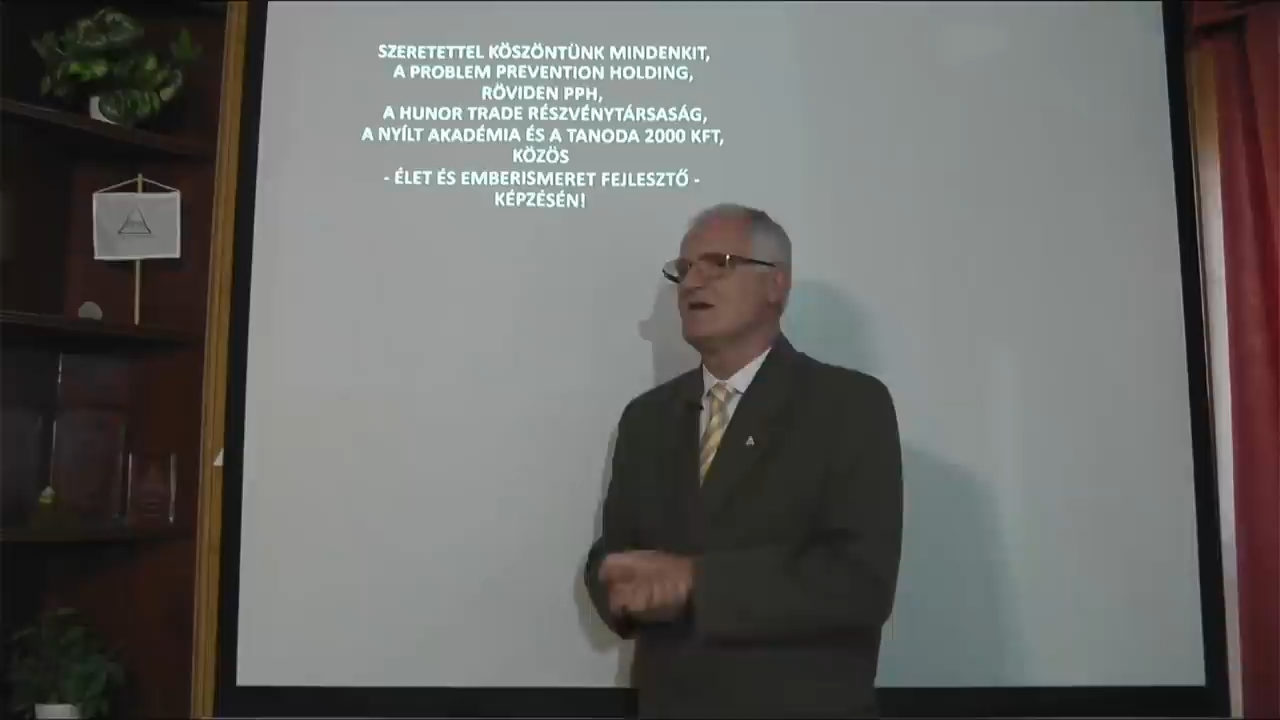 SZERETETTEL KÖSZÖNTÜNK MINDENKIT,
A PROBLEM PREVENTION HOLDING,
RÖVIDEN PPH,
A HUNOR TRADE RÉSZVÉNYTÁRSASÁG,
A NYÍLT AKADÉMIA ÉS A TANODA 2000 KFT,
KÖZÖS
- ÉLET ÉS EMBERISMERET FEJLESZTŐ -
KÉPZÉSÉN!